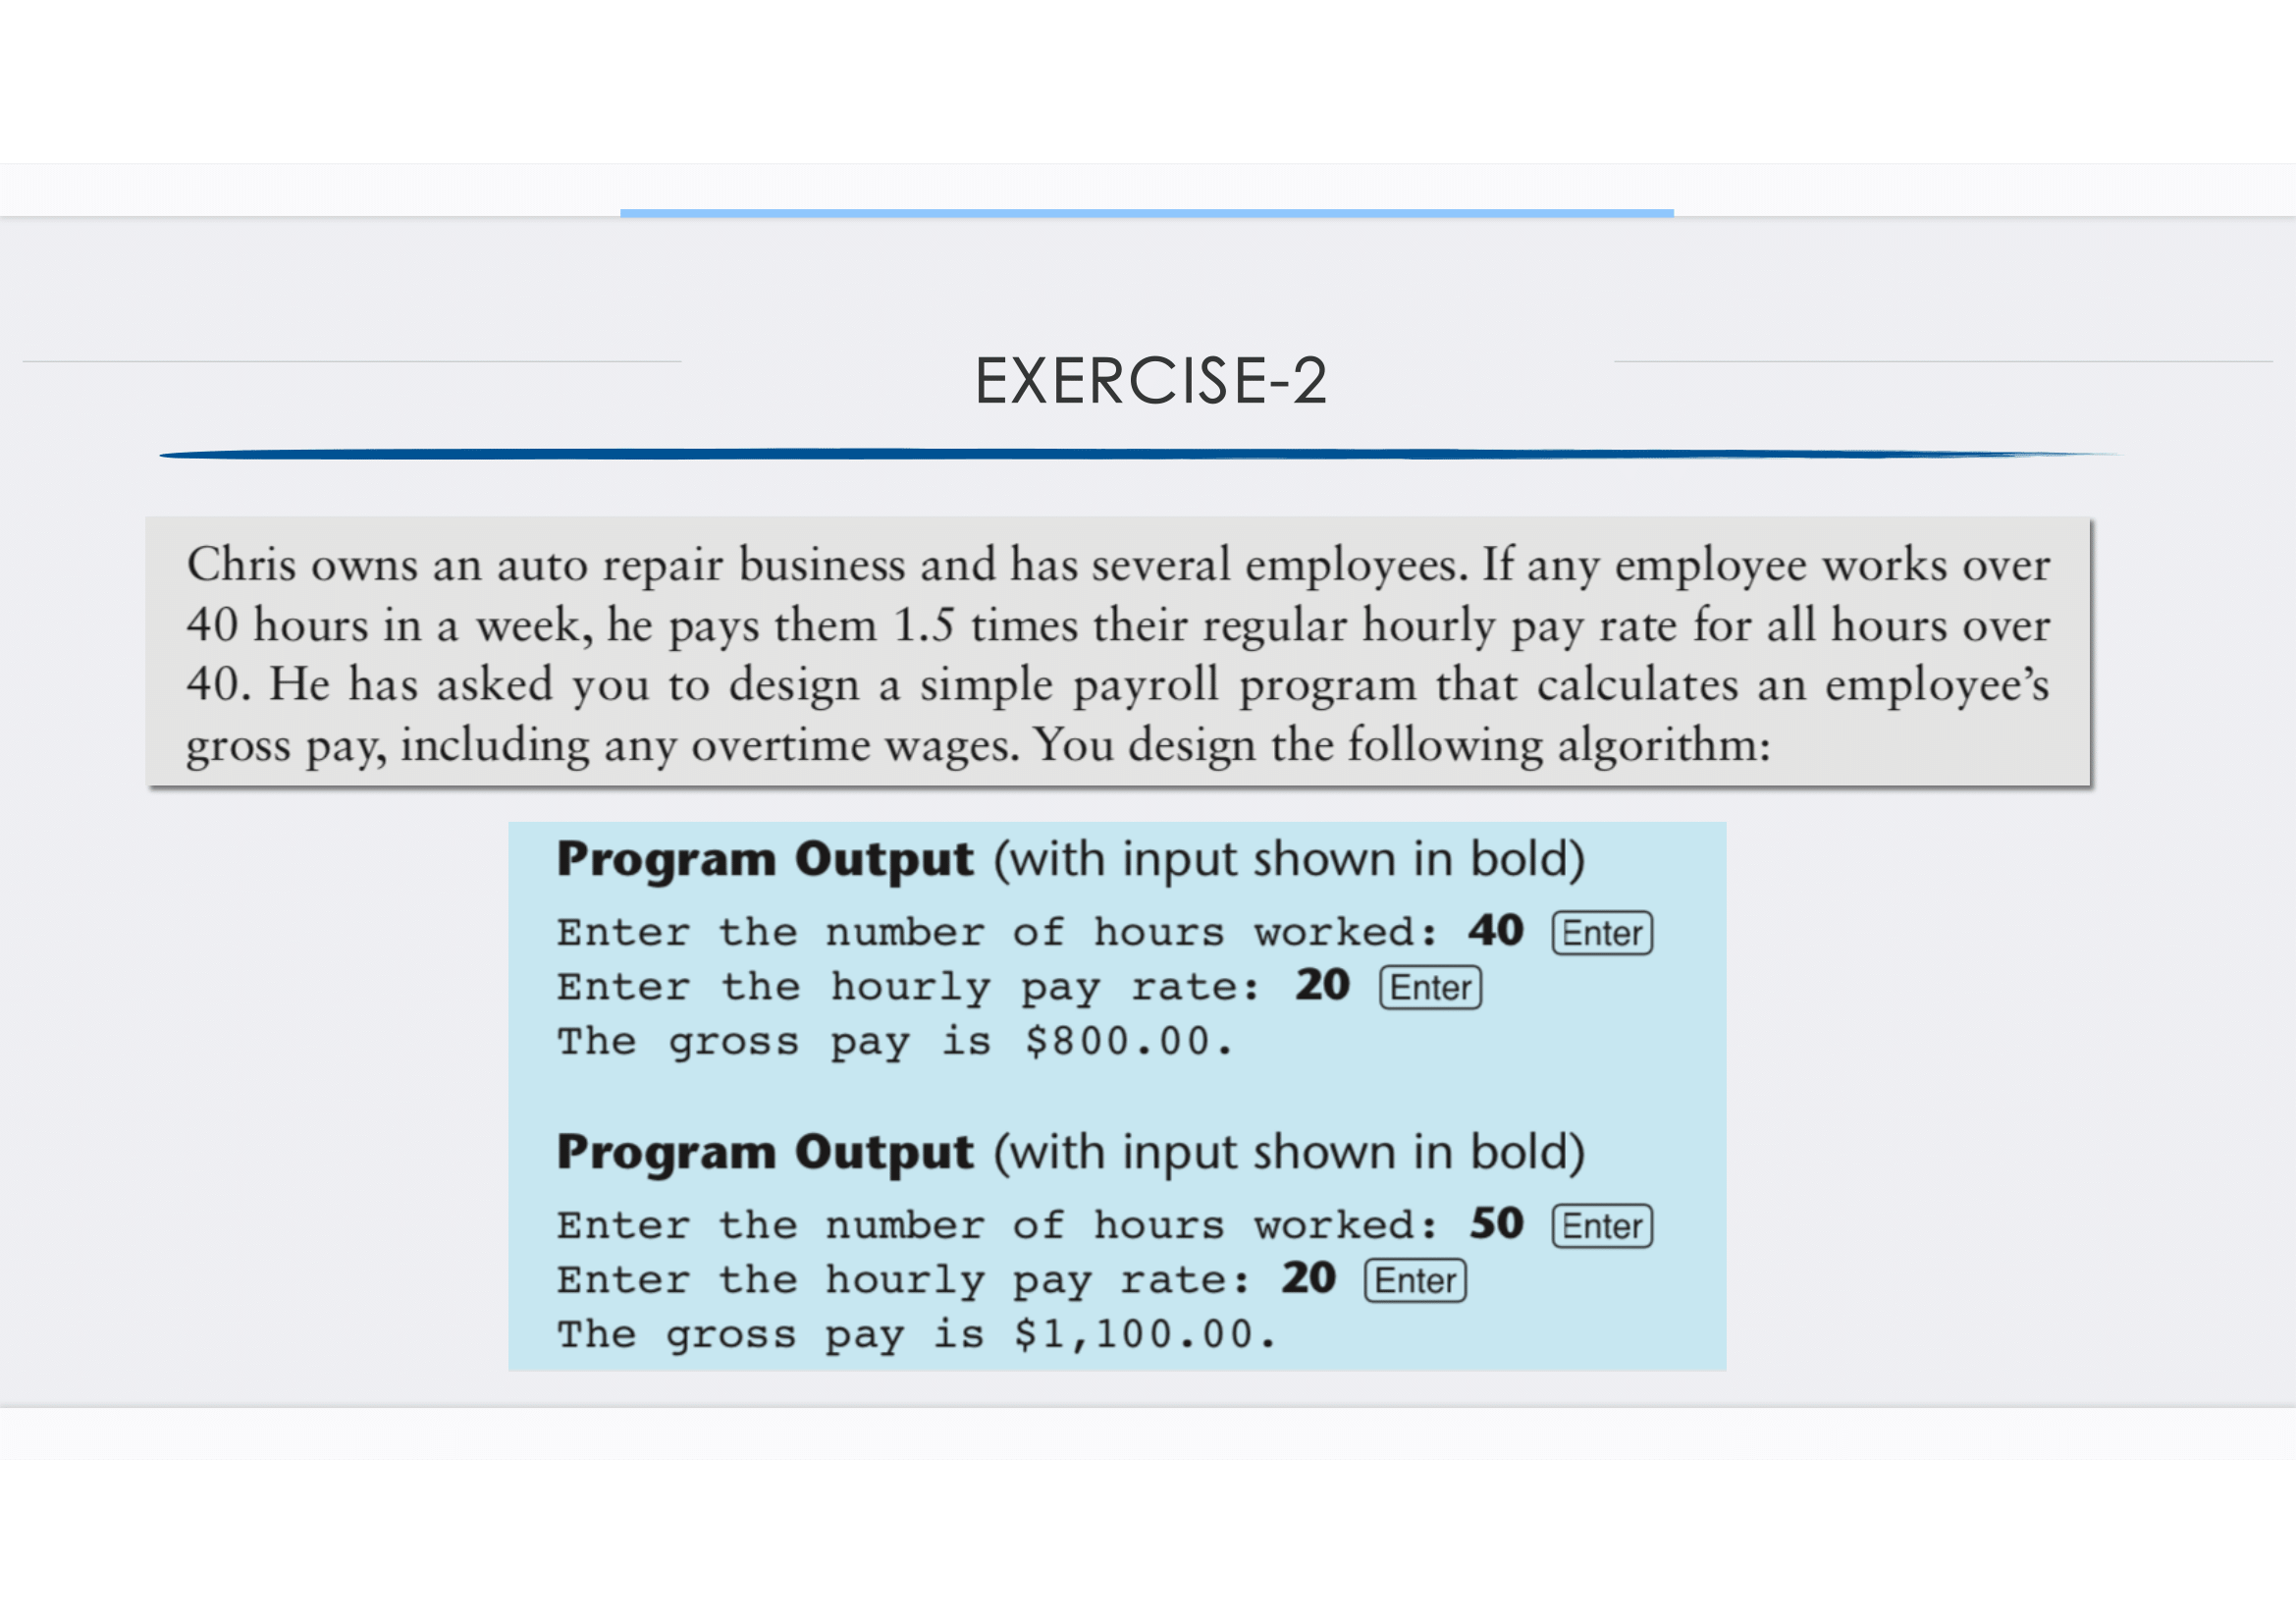 EXERCISE-2
Chris owns an auto repair business and has several employees. If any employee works over
40 hours in a week, he pays them 1.5 times their regular hourly pay rate for all hours over
40. He has asked you to design a simple payroll program that calculates an employee’s
gross pay, including any overtime wages. You design the following algorithm:
Program Output (with input shown in bold)
Enter the number of hours worked: 40 Enter
Enter the hourly pay rate: 20 Enter
The gross pay is $800.00.
Program Output (with input shown in bold)
Enter the number of hours worked: 50 Enter
Enter the hourly pay rate: 20 Enter
The gross pay is $1,100.00.